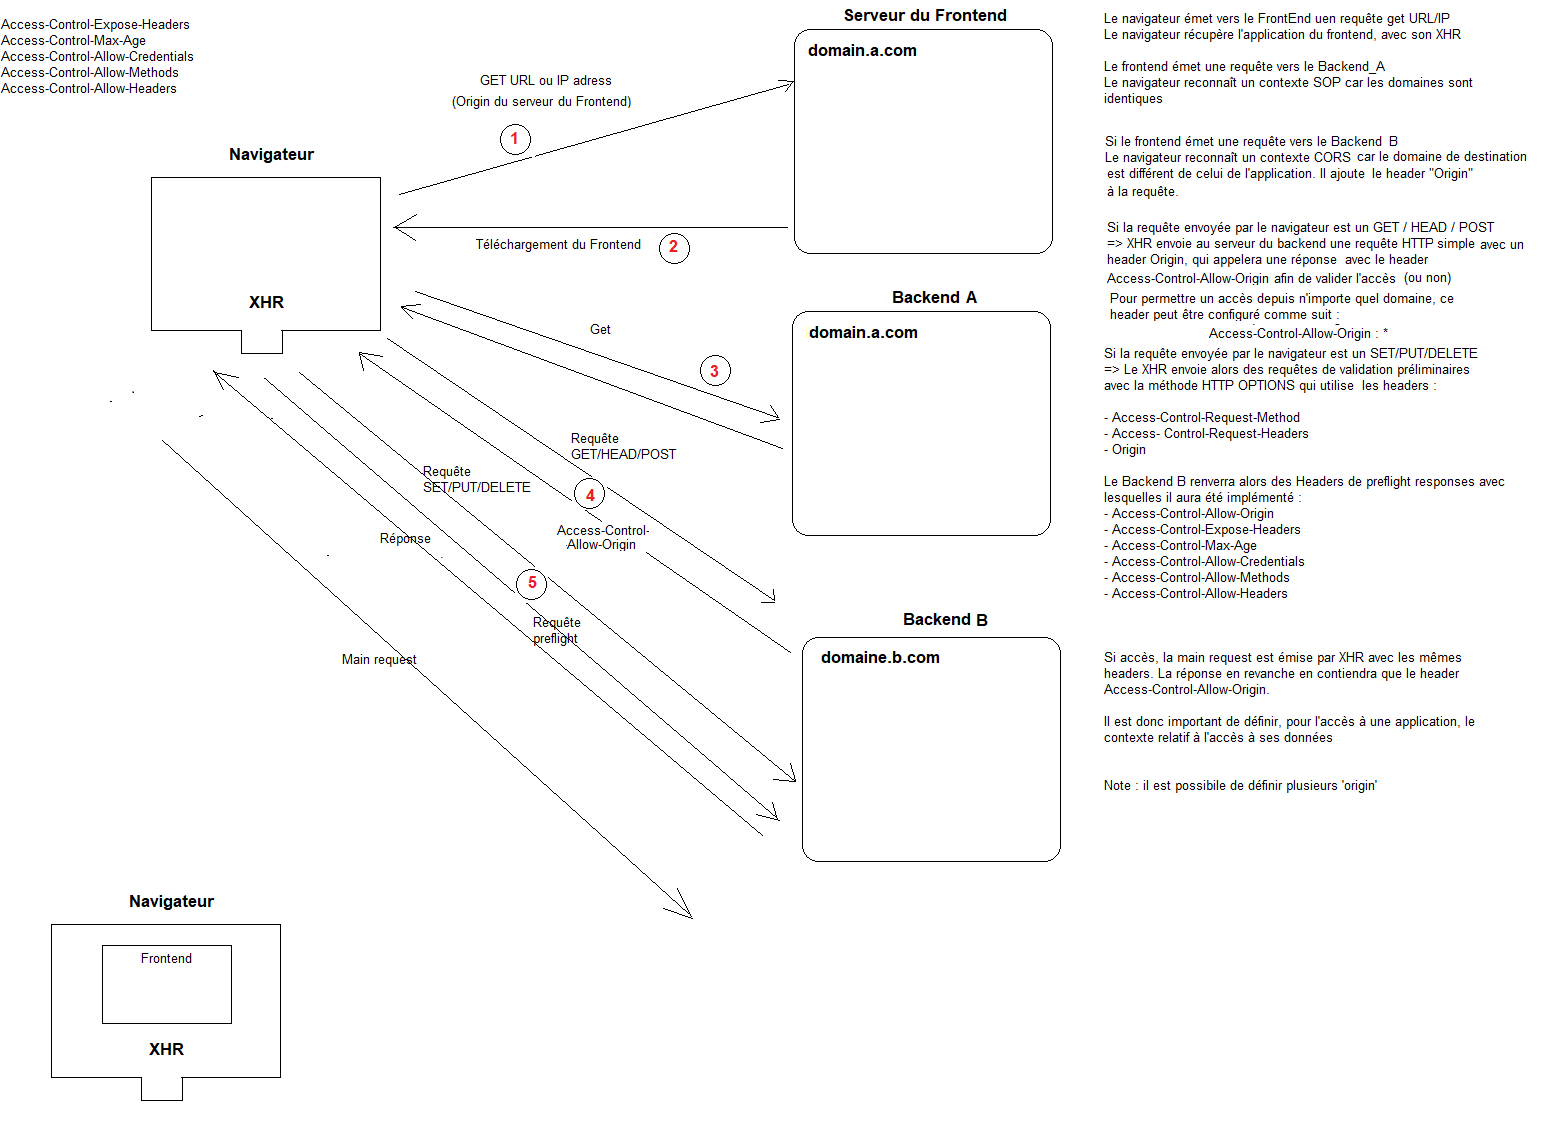 Access-Control-Expose-Headers
Access-Control-Max-Age
Access-Control-Allow-Credentials
Access-Control-Allow-Methods
Access-Control-Allow-Headers
Navigateur
XHR
GET URL ou IP adress
(Origin du serveur du Frontend)
1
Téléchargement du Frontend
2
Get
3
Requête
GET/HEAD/POST
4
Access-Control-
Allow-Origin
Requête
SET/PUT/DELETE
Réponse
5
Requête
preflight
Main request
Serveur du Frontend
domain.a.com
Backend A
domain.a.com
Backend B
domaine.b.com
Navigateur
Frontend
XHR
Le navigateur émet vers le FrontEnd uen requête get URL/IP
Le navigateur récupère l'application du frontend, avec son XHR
Le frontend émet une requête vers le Backend_A
Le navigateur reconnaît un contexte SOP car les domaines sont
identiques
Si le frontend émet une requête vers le Backend B
Le navigateur reconnaît un contexte CORS car le domaine de destination
est différent de celui de l'application. Il ajoute le header "Origin"
à la requête.
Si la requête envoyée par le navigateur est un GET / HEAD / POST
=> XHR envoie au serveur du backend une requête HTTP simple avec un
header Origin, qui appelera une réponse avec le header
Access-Control-Allow-Origin afin de valider l'accès (ou non)
Pour permettre un accès depuis n'importe quel domaine, ce
header peut être configuré comme suit :
Access-Control-Allow-Origin : *
Si la requête envoyée par le navigateur est un SET/PUT/DELETE
=> Le XHR envoie alors des requêtes de validation préliminaires
avec la méthode HTTP OPTIONS qui utilise les headers :
- Access-Control-Request-Method
- Access- Control-Request-Headers
- Origin
Le Backend B renverra alors des Headers de preflight responses avec
lesquelles il aura été implémenté :
- Access-Control-Allow-Origin
- Access-Control-Expose-Headers
- Access-Control-Max-Age
- Access-Control-Allow-Credentials
- Access-Control-Allow-Methods
- Access-Control-Allow-Headers
Si accès, la main request est émise par XHR avec les mêmes
headers. La réponse en revanche en contiendra que le header
Access-Control-Allow-Origin.
Il est donc important de définir, pour l'accès à une application, le
contexte relatif à l'accès à ses données
Note : il est possibile de définir plusieurs 'origin'